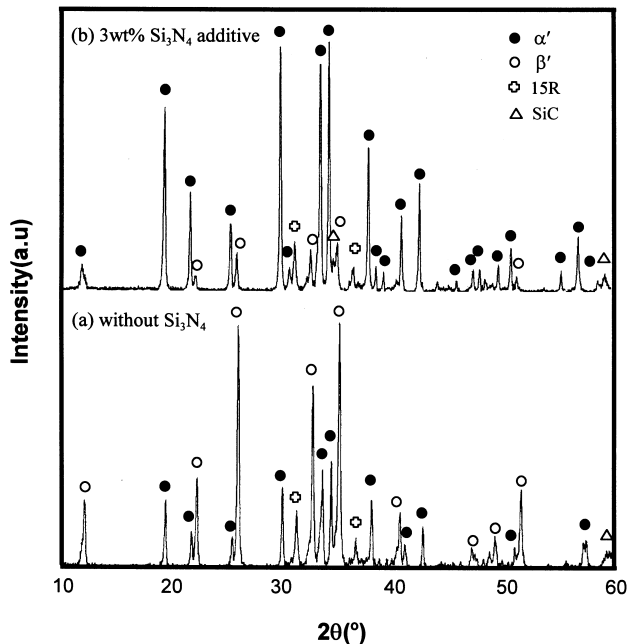 (b) 3wt% Si₃N₄ additive
α′
β′
15R
SiC
Intensity(a.u)
(a) without Si₃N₄
10 20 30 40 50 60
2θ(°)